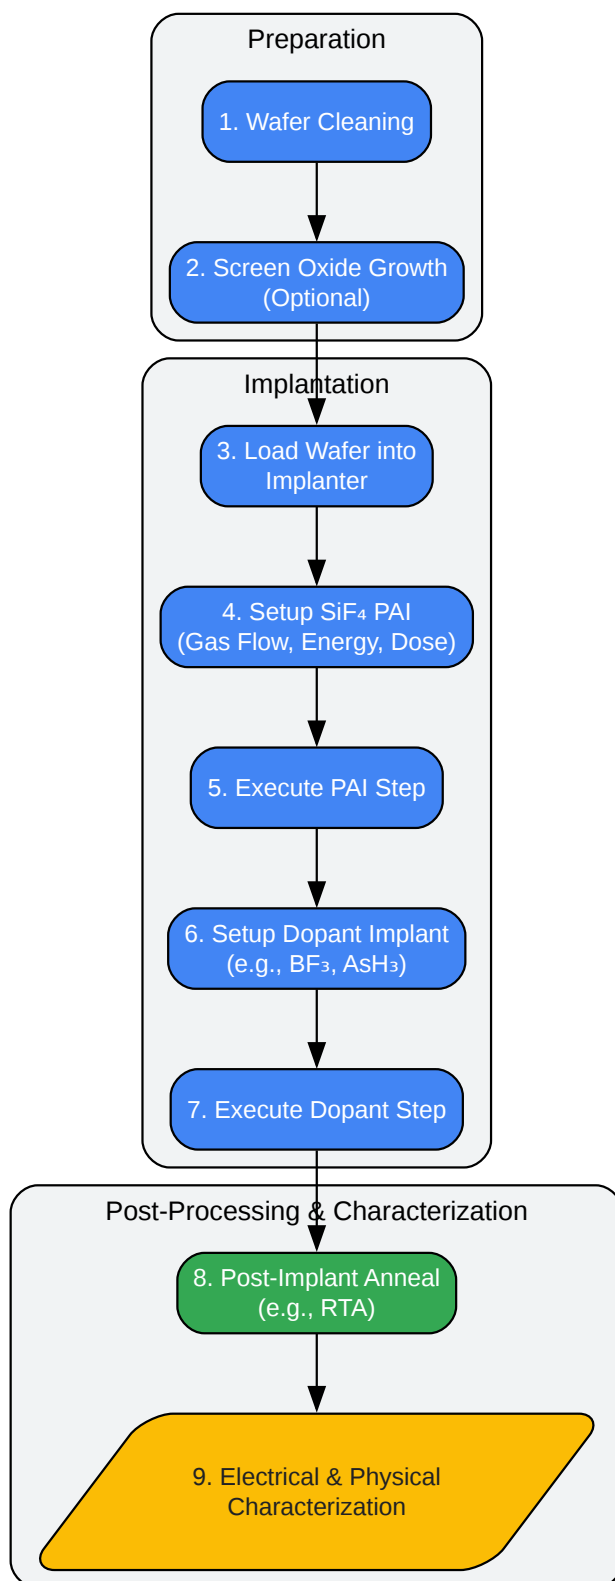 Preparation
1. Wafer Cleaning
2. Screen Oxide Growth
(Optional)
Implantation
3. Load Wafer into
Implanter
4. Setup SiF₄ PAI
(Gas Flow, Energy, Dose)
5. Execute PAI Step
6. Setup Dopant Implant
(e.g., BF₃, AsH₃)
7. Execute Dopant Step
Post-Processing & Characterization
8. Post-Implant Anneal
(e.g., RTA)
9. Electrical & Physical
Characterization